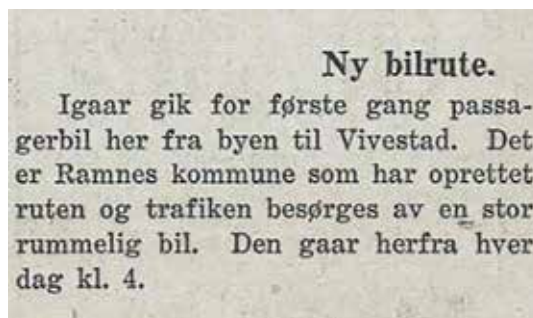 Ny bilrute.
Igaar gik for første gang passa-
gerbil her fra byen til Vivestad. Det
er Ramnes kommune som har oprettet
ruten og trafiken besørges av en stor
rummelig bil. Den gaar herfra hver
dag kl. 4.